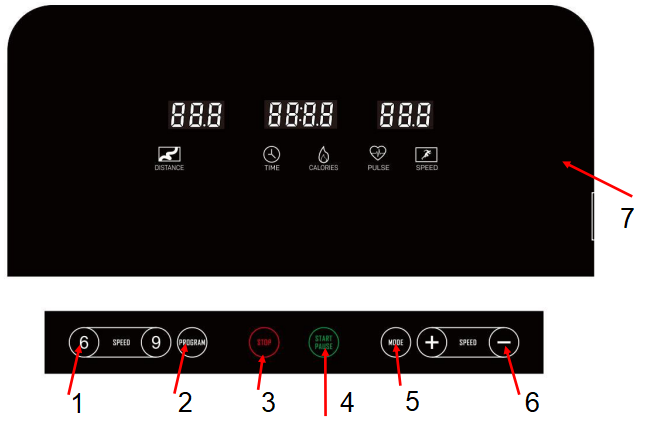 88.8 88:8.8 88.8
DISTANCE TIME CALORIES PULSE SPEED
7
6 SPEED 9 PROGRAM STOP START PAUSE MODE + SPEED −
1 2 3 4 5 6